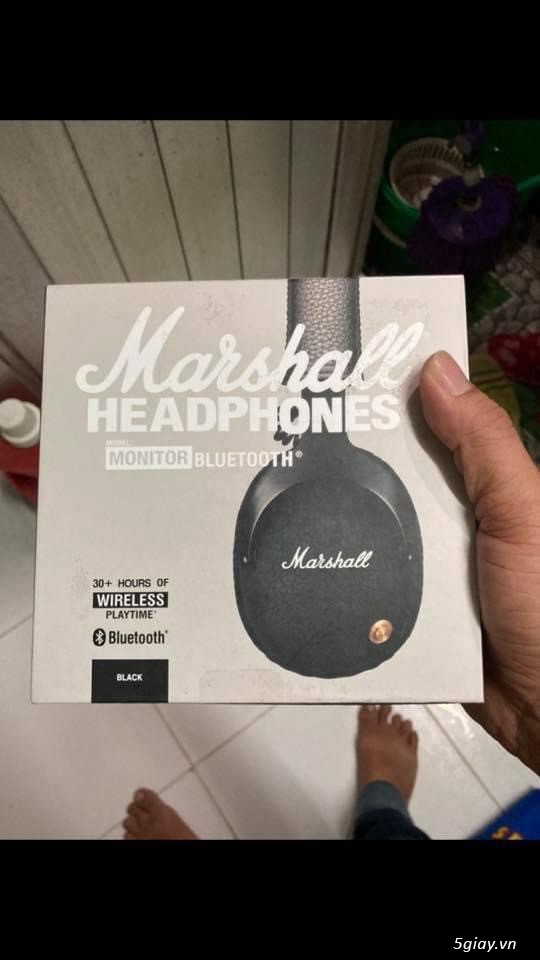 Marshall
HEADPHONES
MODEL:
MONITOR BLUETOOTH®
Marshall
30+ HOURS OF
WIRELESS
PLAYTIME*
Bluetooth®
BLACK
5giay.vn